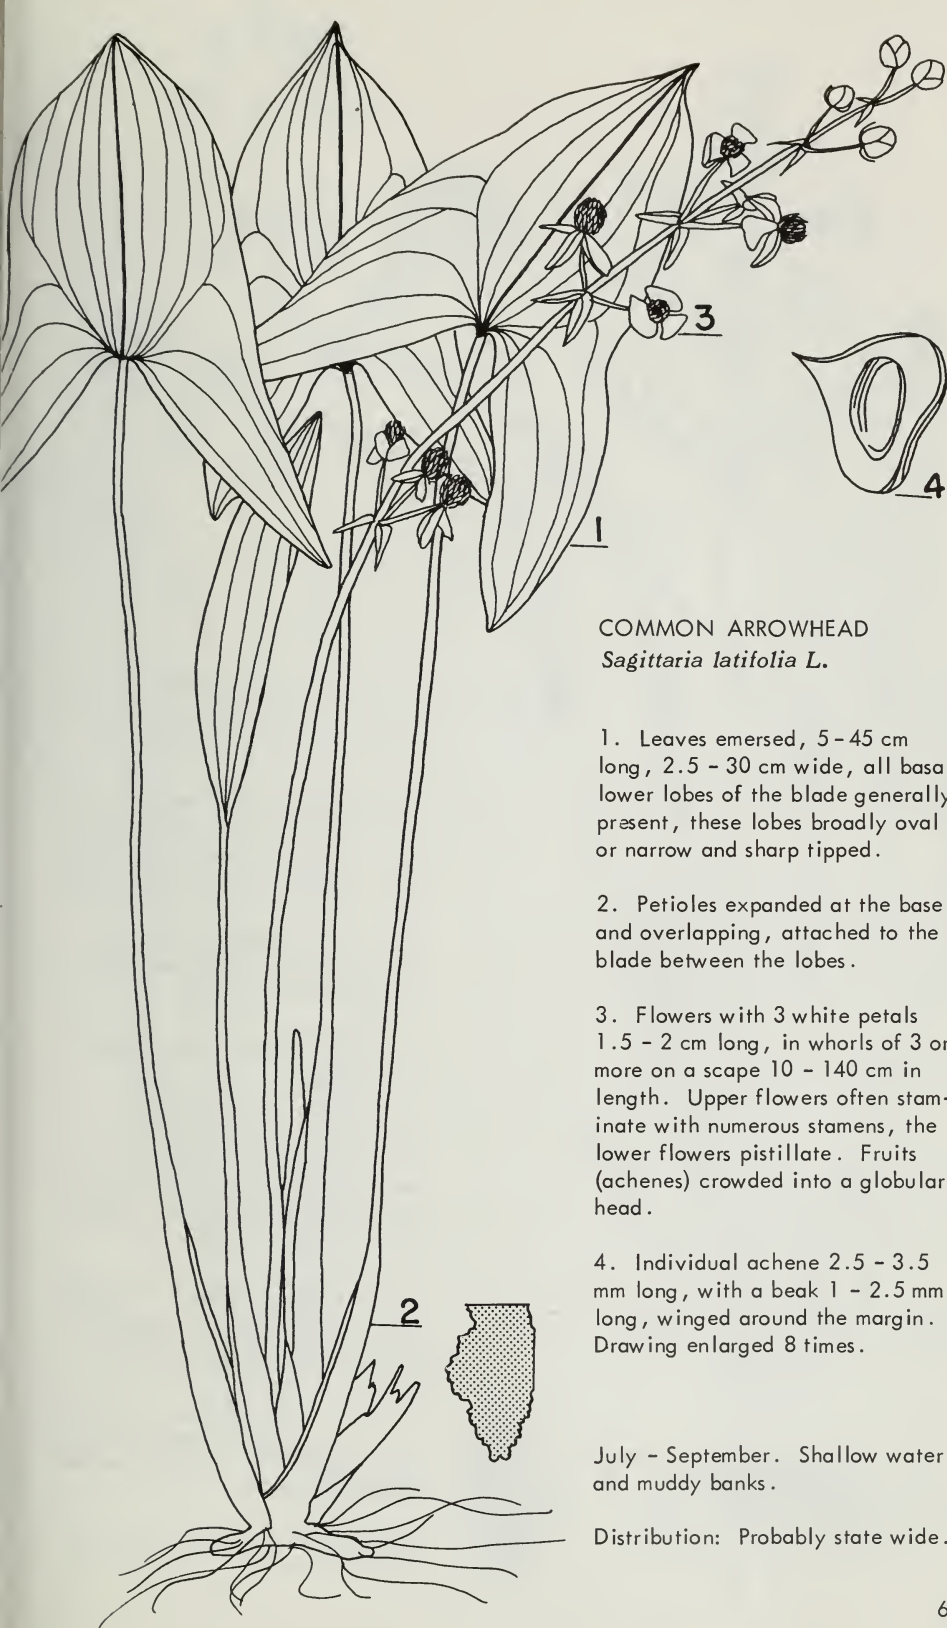 3
4
1
COMMON ARROWHEAD
Sagittaria latifolia L.
1. Leaves emersed, 5-45 cm
long, 2.5 - 30 cm wide, all basa
lower lobes of the blade generally
present, these lobes broadly oval
or narrow and sharp tipped.
2. Petioles expanded at the base
and overlapping, attached to the
blade between the lobes.
3. Flowers with 3 white petals
1.5 - 2 cm long, in whorls of 3 or
more on a scape 10 - 140 cm in
length. Upper flowers often stam-
inate with numerous stamens, the
lower flowers pistillate. Fruits
(achenes) crowded into a globular
head.
4. Individual achene 2.5 - 3.5
mm long, with a beak 1 - 2.5 mm
long, winged around the margin.
Drawing enlarged 8 times.
2
July - September. Shallow water
and muddy banks.
Distribution: Probably state wide.
6